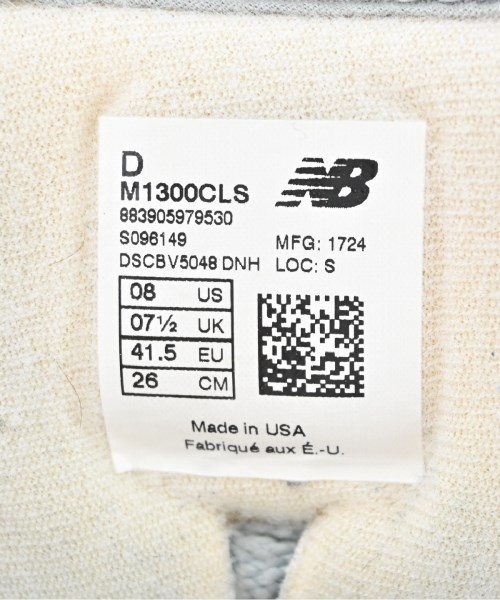 D
M1300CLS
883905979530
S096149
DSCBV5048 DNH
NB
MFG: 1724
LOC: S
08 US
07½ UK
41.5 EU
26 CM
Made in USA
Fabriqué aux É.-U.